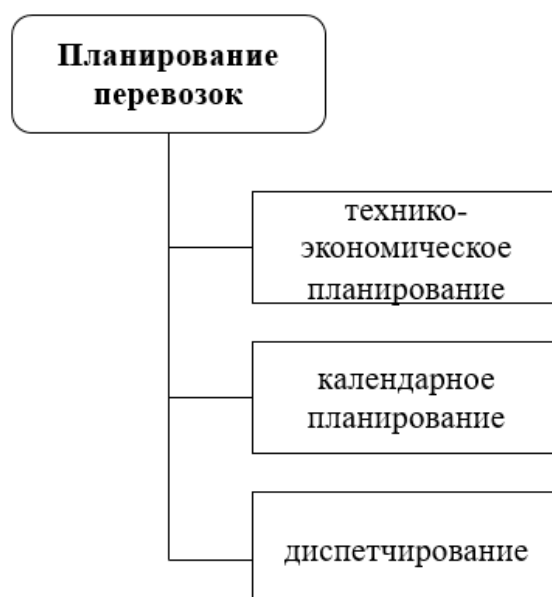 Планирование
перевозок
технико-
экономическое
планирование
календарное
планирование
диспетчирование